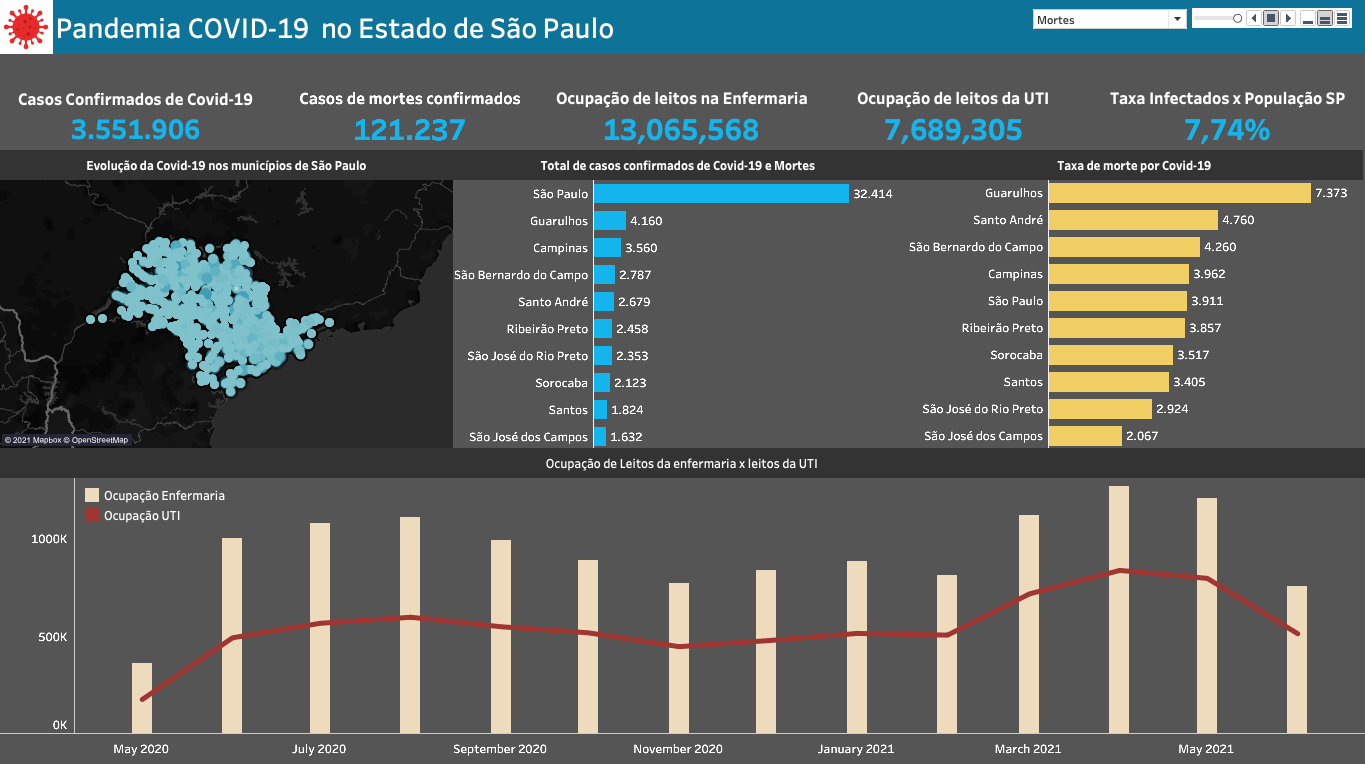 Pandemia COVID-19 no Estado de São Paulo
Mortes
Casos Confirmados de Covid-19
3.551.906
Casos de mortes confirmados
121.237
Ocupação de leitos na Enfermaria
13,065,568
Ocupação de leitos da UTI
7,689,305
Taxa Infectados x População SP
7,74%
Evolução da Covid-19 nos municípios de São Paulo
© 2021 Mapbox © OpenStreetMap
Total de casos confirmados de Covid-19 e Mortes
São Paulo 32.414
Guarulhos 4.160
Campinas 3.560
São Bernardo do Campo 2.787
Santo André 2.679
Ribeirão Preto 2.458
São José do Rio Preto 2.353
Sorocaba 2.123
Santos 1.824
São José dos Campos 1.632
Taxa de morte por Covid-19
Guarulhos 7.373
Santo André 4.760
São Bernardo do Campo 4.260
Campinas 3.962
São Paulo 3.911
Ribeirão Preto 3.857
Sorocaba 3.517
Santos 3.405
São José do Rio Preto 2.924
São José dos Campos 2.067
Ocupação de Leitos da enfermaria x leitos da UTI
Ocupação Enfermaria
Ocupação UTI
1000K
500K
0K
May 2020 July 2020 September 2020 November 2020 January 2021 March 2021 May 2021